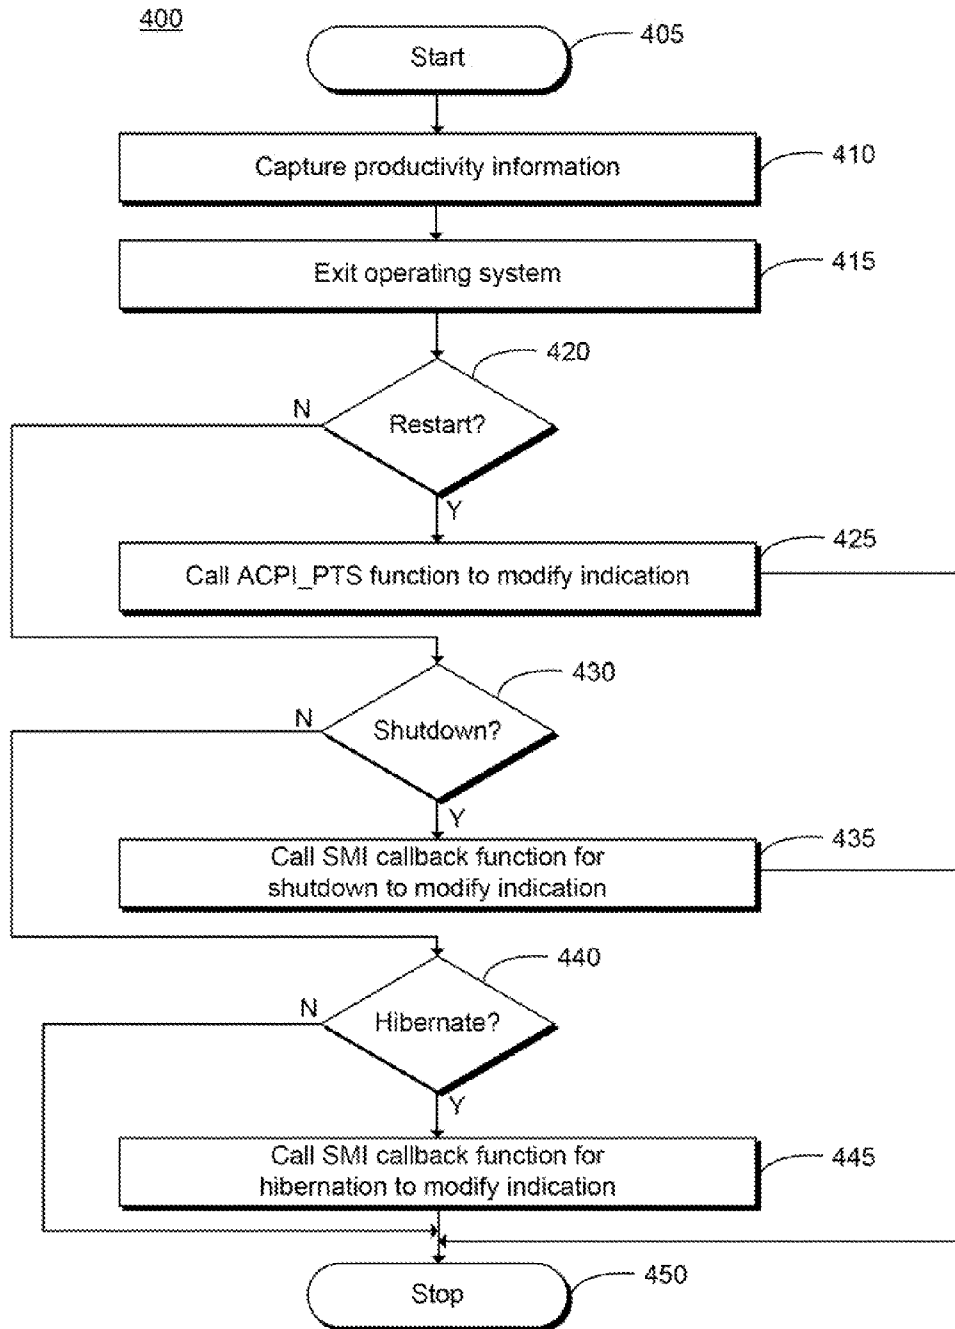 400
Start
405
Capture productivity information
410
Exit operating system
415
420
Restart?
N
Y
425
Call ACPI_PTS function to modify indication
430
Shutdown?
N
Y
435
Call SMI callback function for
shutdown to modify indication
440
Hibernate?
N
Y
Call SMI callback function for
hibernation to modify indication
445
Stop
450